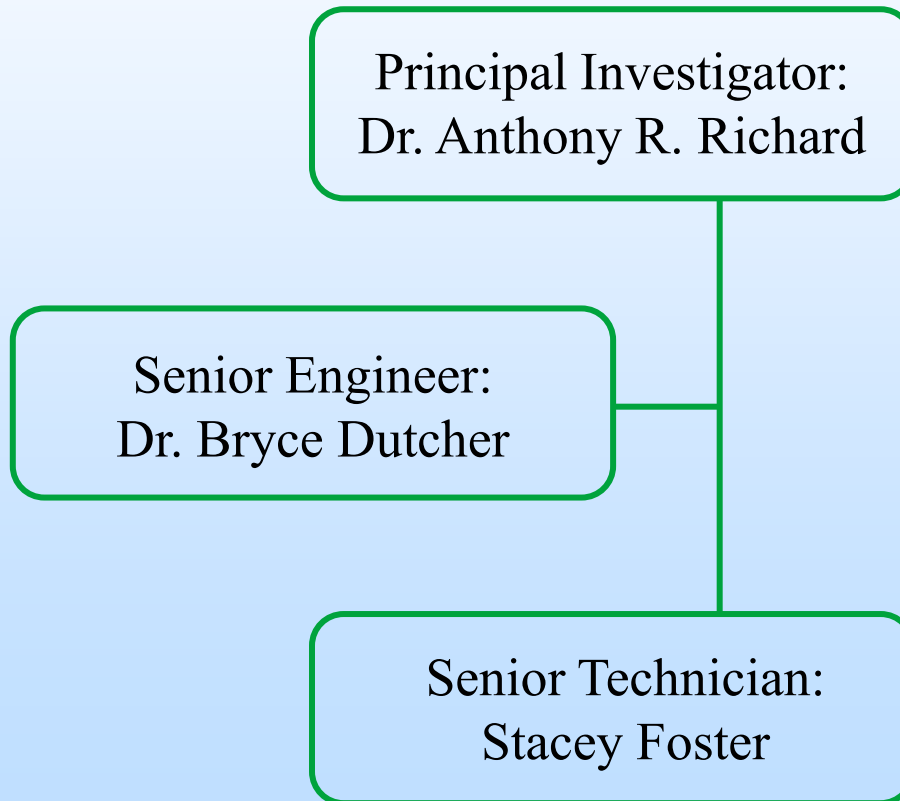 Principal Investigator:
Dr. Anthony R. Richard
Senior Engineer:
Dr. Bryce Dutcher
Senior Technician:
Stacey Foster